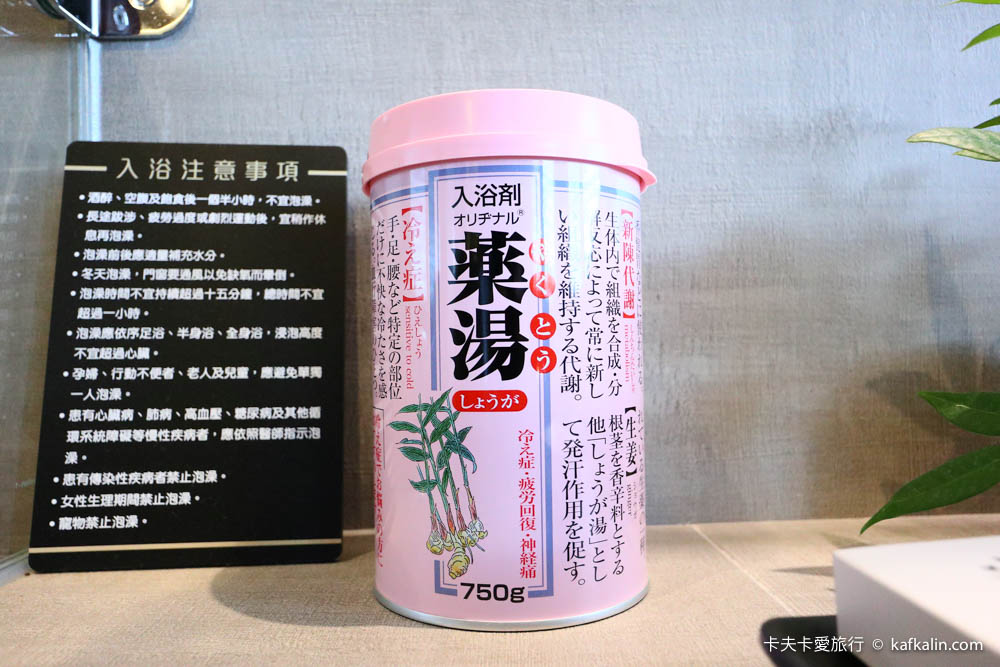 入浴注意事項
• 酒醉、空腹及飽食後一個半小時，不宜泡澡。
• 長途跋涉、疲勞過度或劇烈運動後，宜稍作休
息再泡澡。
• 泡澡前後應適量補充水分。
• 冬天泡澡，門窗要通風以免缺氧而暈倒。
• 泡澡時間不宜持續超過十五分鐘，總時間不宜
超過一小時。
• 泡澡應依序足浴、半身浴、全身浴，浸泡高度
不宜超過心臟。
• 孕婦、行動不便者、老人及兒童，應避免單獨
一人泡澡。
• 患有心臟病、肺病、高血壓、糖尿病及其他循
環系統障礙等慢性疾病者，應依照醫師指示泡
澡。
• 患有傳染性疾病者禁止泡澡。
• 女性生理期間禁止泡澡。
• 寵物禁止泡澡。
入浴剤
オリヂナル®
薬湯
やくとう
しょうが
冷え症・疲労回復・神経痛
750g
【冷え症】
ひえしょう
sensitive to cold
手・足・腰など特定の部位
だけに不快な冷たさを感
【新陳代謝】
metabolism
生体内で組織を合成・分
解反応によって常に新し
い組織を維持する代謝。
【生姜】
根茎を香辛料とする
他「しょうが湯」とし
て発汗作用を促す。
卡夫卡愛旅行 © kafkalin.com